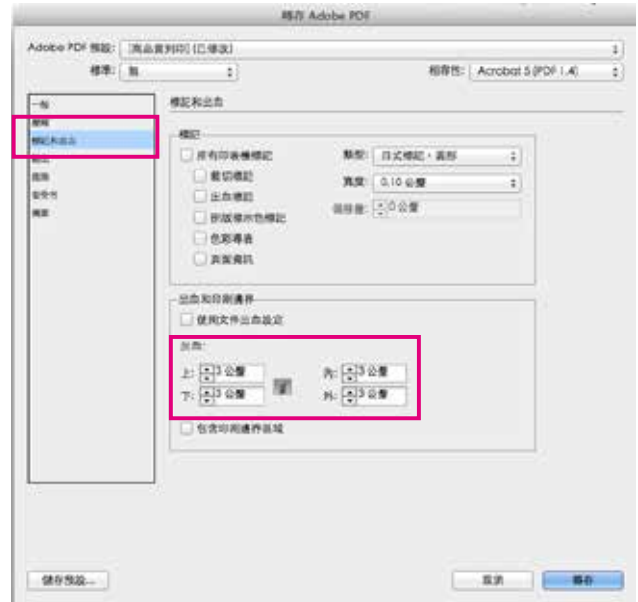 轉存 Adobe PDF
Adobe PDF 預設: [高品質列印] (已修改)
標準: 無 相容性: Acrobat 5 (PDF 1.4)
一般
壓縮
標記和出血
輸出
進階
安全性
摘要
標記和出血
標記
所有印表機標記
裁切標記
出血標記
對版標示色標記
色彩導表
頁面資訊
類型: 日式標記，圓形
寬度: 0.10 公釐
偏移量: 0 公釐
出血和印刷邊界
使用文件出血設定
出血:
上: 3 公釐 內: 3 公釐
下: 3 公釐 外: 3 公釐
包含印刷邊界區域
儲存預設... 取消 轉存